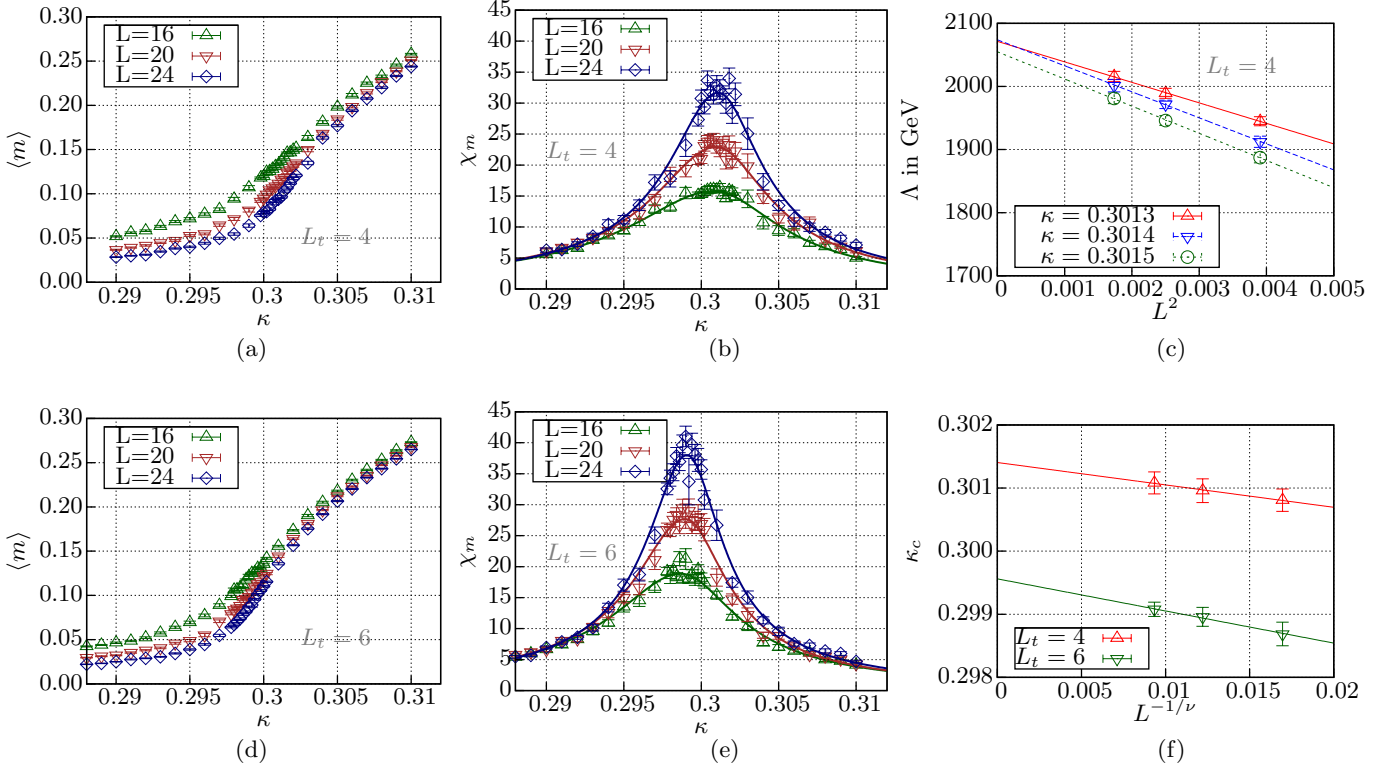 0.30
0.25
0.20
0.15
0.10
0.05
0.00
⟨m⟩
L=16
L=20
L=24
L_t = 4
0.29 0.295 0.3 0.305 0.31
κ
(a)
45
40
35
30
25
20
15
10
5
χ_m
L=16
L=20
L=24
L_t = 4
0.29 0.295 0.3 0.305 0.31
κ
(b)
2100
2000
1900
1800
1700
Λ in GeV
L_t = 4
κ = 0.3013
κ = 0.3014
κ = 0.3015
0 0.001 0.002 0.003 0.004 0.005
L^2
(c)
0.30
0.25
0.20
0.15
0.10
0.05
0.00
⟨m⟩
L=16
L=20
L=24
L_t = 6
0.29 0.295 0.3 0.305 0.31
κ
(d)
45
40
35
30
25
20
15
10
5
0
χ_m
L=16
L=20
L=24
L_t = 6
0.29 0.295 0.3 0.305 0.31
κ
(e)
0.302
0.301
0.300
0.299
0.298
κ_c
L_t = 4
L_t = 6
0 0.005 0.01 0.015 0.02
L^{-1/ν}
(f)